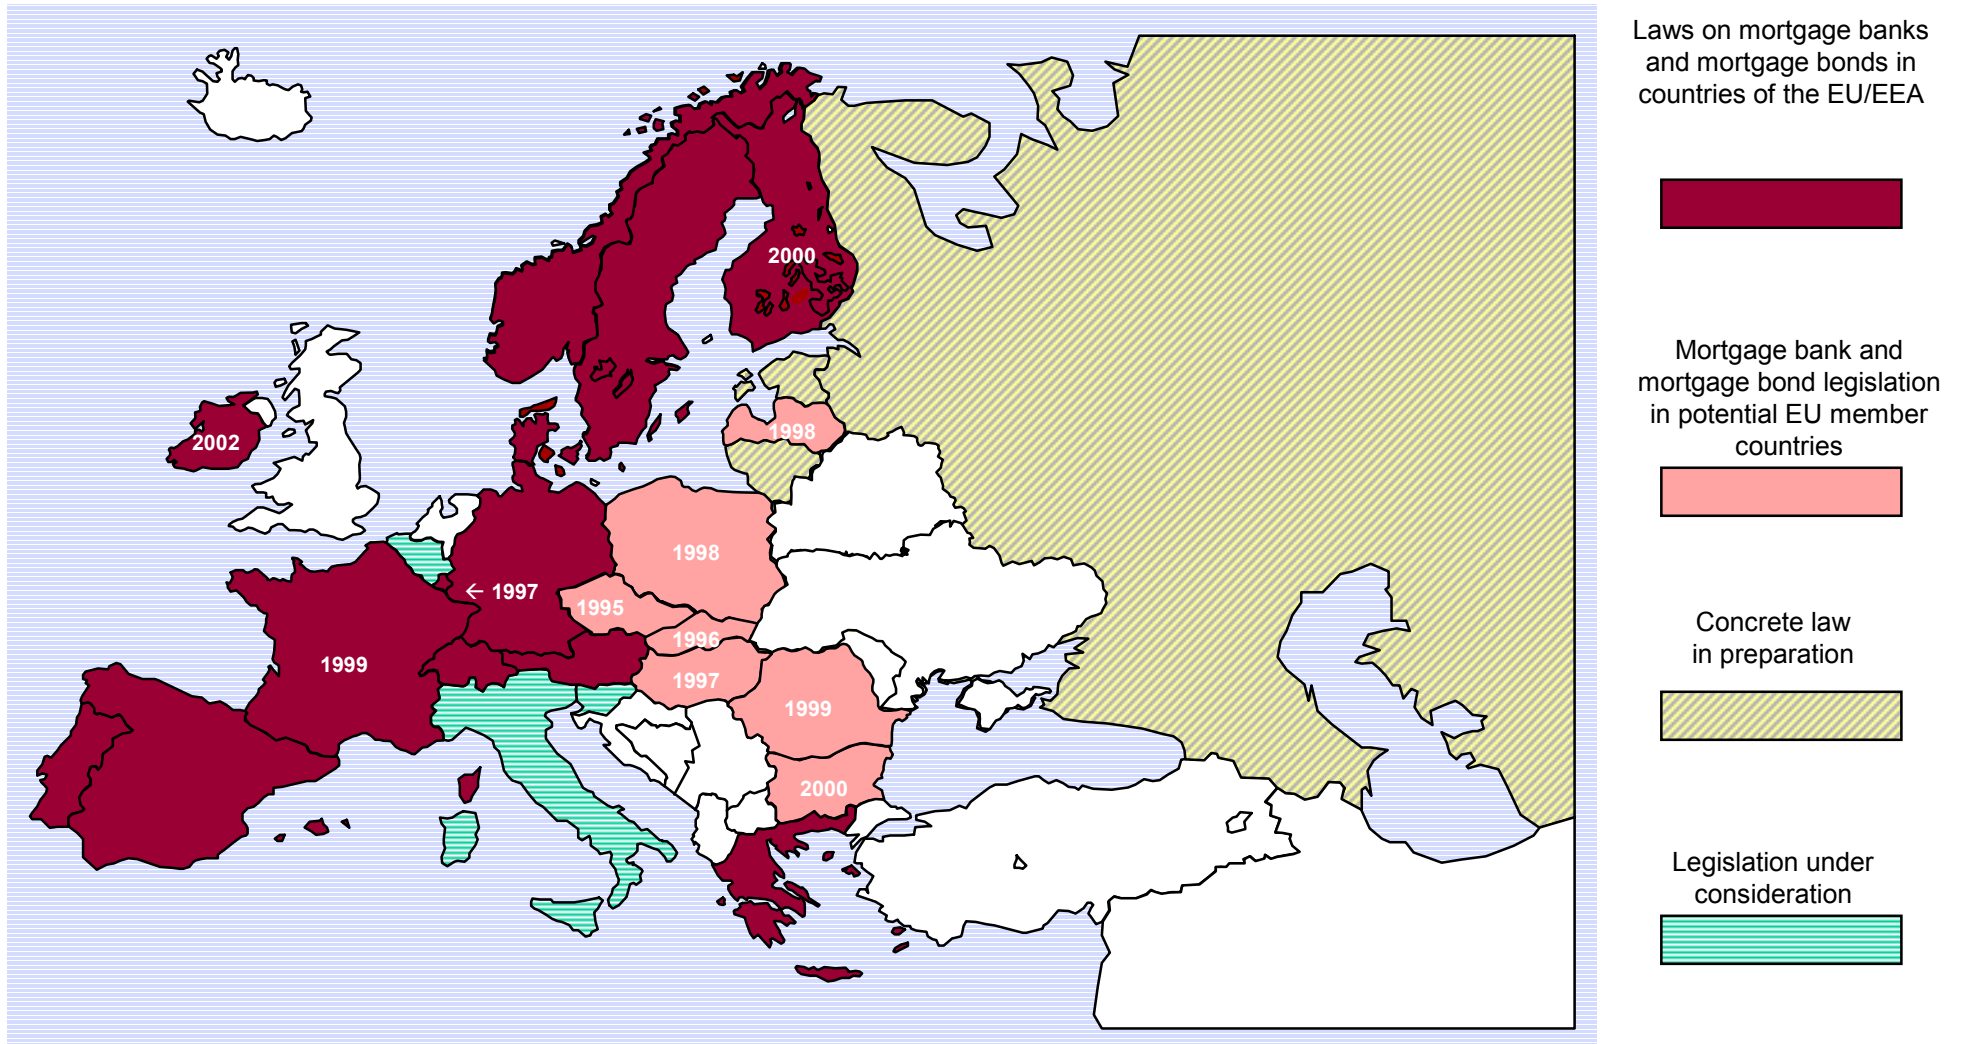 Laws on mortgage banks
and mortgage bonds in
countries of the EU/EEA
Mortgage bank and
mortgage bond legislation
in potential EU member
countries
Concrete law
in preparation
Legislation under
consideration
2000
2002
1998
1998
← 1997
1995
1996
1999
1997
1999
2000